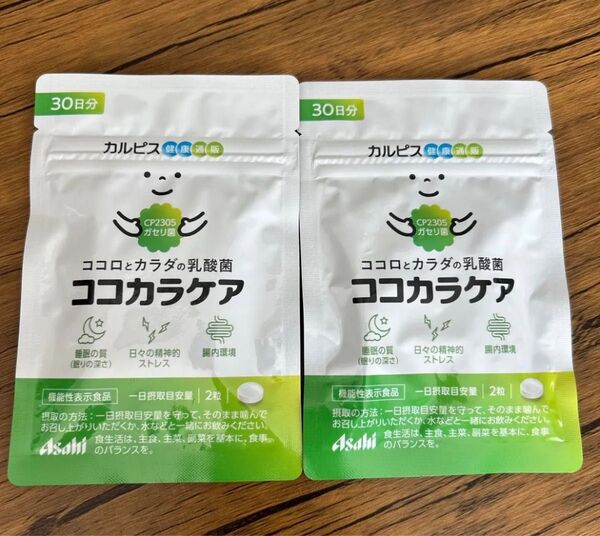 30日分
カルピス 健康通販
CP2305
ガセリ菌
ココロとカラダの乳酸菌
ココカラケア
睡眠の質
(眠りの深さ)
日々の精神的
ストレス
腸内環境
機能性表示食品 一日摂取目安量 2粒
摂取の方法:一日摂取目安量を守って、そのまま噛んで
お召し上がりいただくか、水などと一緒にお飲みください。
Asahi 食生活は、主食、主菜、副菜を基本に、食事
のバランスを。
30日分
カルピス 健康通販
CP2305
ガセリ菌
ココロとカラダの乳酸菌
ココカラケア
睡眠の質
(眠りの深さ)
日々の精神的
ストレス
腸内環境
機能性表示食品 一日摂取目安量 2粒
摂取の方法:一日摂取目安量を守って、そのまま噛んで
お召し上がりいただくか、水などと一緒にお飲みください。
Asahi 食生活は、主食、主菜、副菜を基本に、食事
のバランスを。